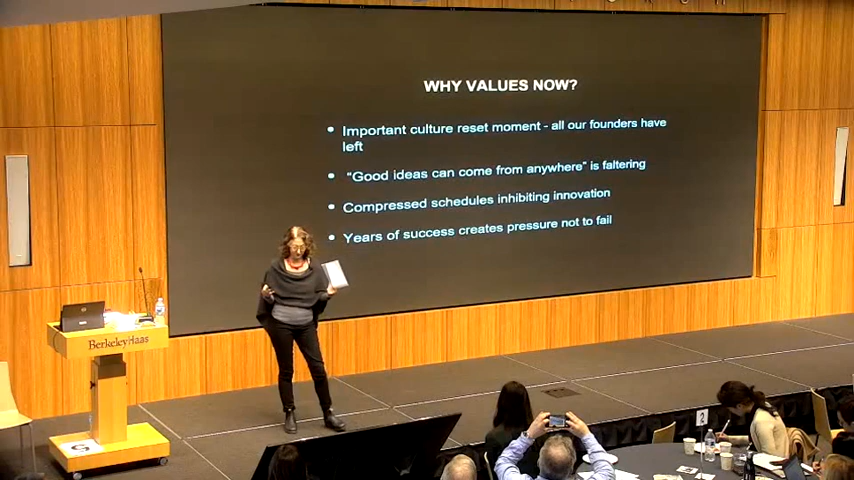 WHY VALUES NOW?
• Important culture reset moment - all our founders have
left
• "Good ideas can come from anywhere" is faltering
• Compressed schedules inhibiting innovation
• Years of success creates pressure not to fail
BerkeleyHaas
2